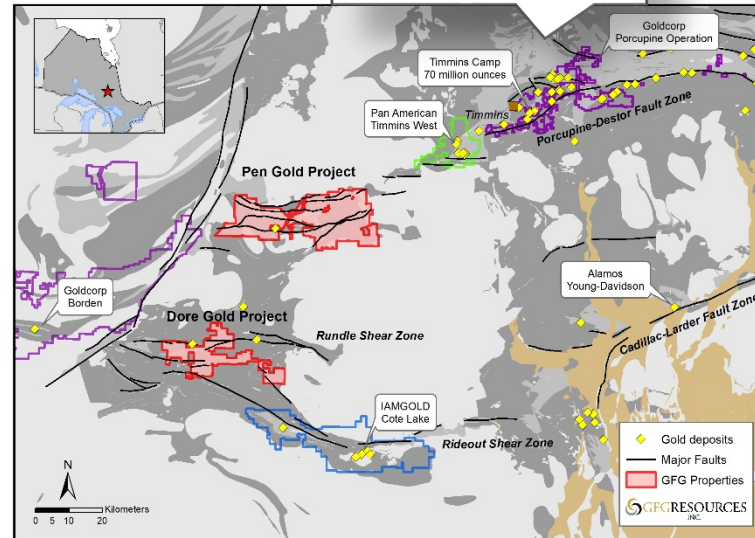 Goldcorp
Porcupine Operation
Timmins Camp
70 million ounces
Timmins
Pan American
Timmins West
Porcupine-Destor Fault Zone
Pen Gold Project
Goldcorp
Borden
Alamos
Young-Davidson
Dore Gold Project
Rundle Shear Zone
Cadillac-Larder Fault Zone
IAMGOLD
Cote Lake
Rideout Shear Zone
N
Kilometers
0 5 10 20
Gold deposits
Major Faults
GFG Properties
GFGRESOURCES
INC.